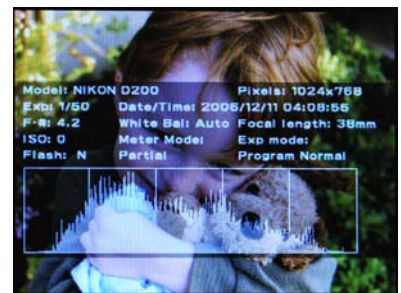 Model: NIKON D200 Pixels: 1024x768
Exp: 1/50 Date/Time: 2006/12/11 04:08:55
F-#: 4.2 White Bal: Auto Focal length: 38mm
ISO: 0 Meter Mode: Exp mode:
Flash: N Partial Program Normal